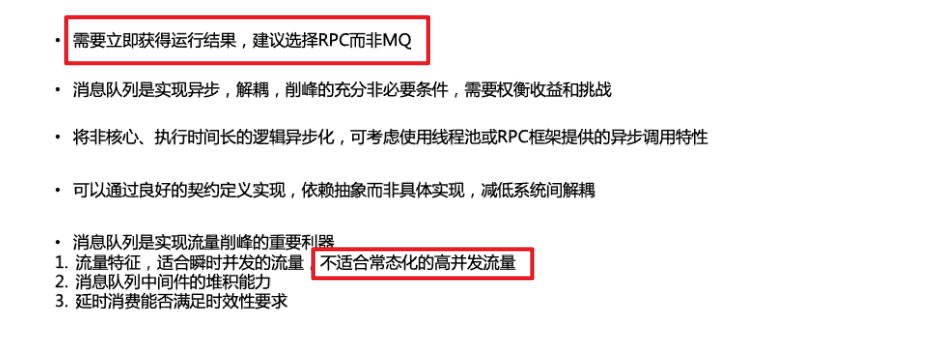 • 需要立即获得运行结果，建议选择RPC而非MQ
• 消息队列是实现异步，解耦，削峰的充分非必要条件，需要权衡收益和挑战
• 将非核心、执行时间长的逻辑异步化，可考虑使用线程池或RPC框架提供的异步调用特性
• 可以通过良好的契约定义实现，依赖抽象而非具体实现，减低系统间解耦
• 消息队列是实现流量削峰的重要利器
1. 流量特征，适合瞬时并发的流量，不适合常态化的高并发流量
2. 消息队列中间件的堆积能力
3. 延时消费能否满足时效性要求